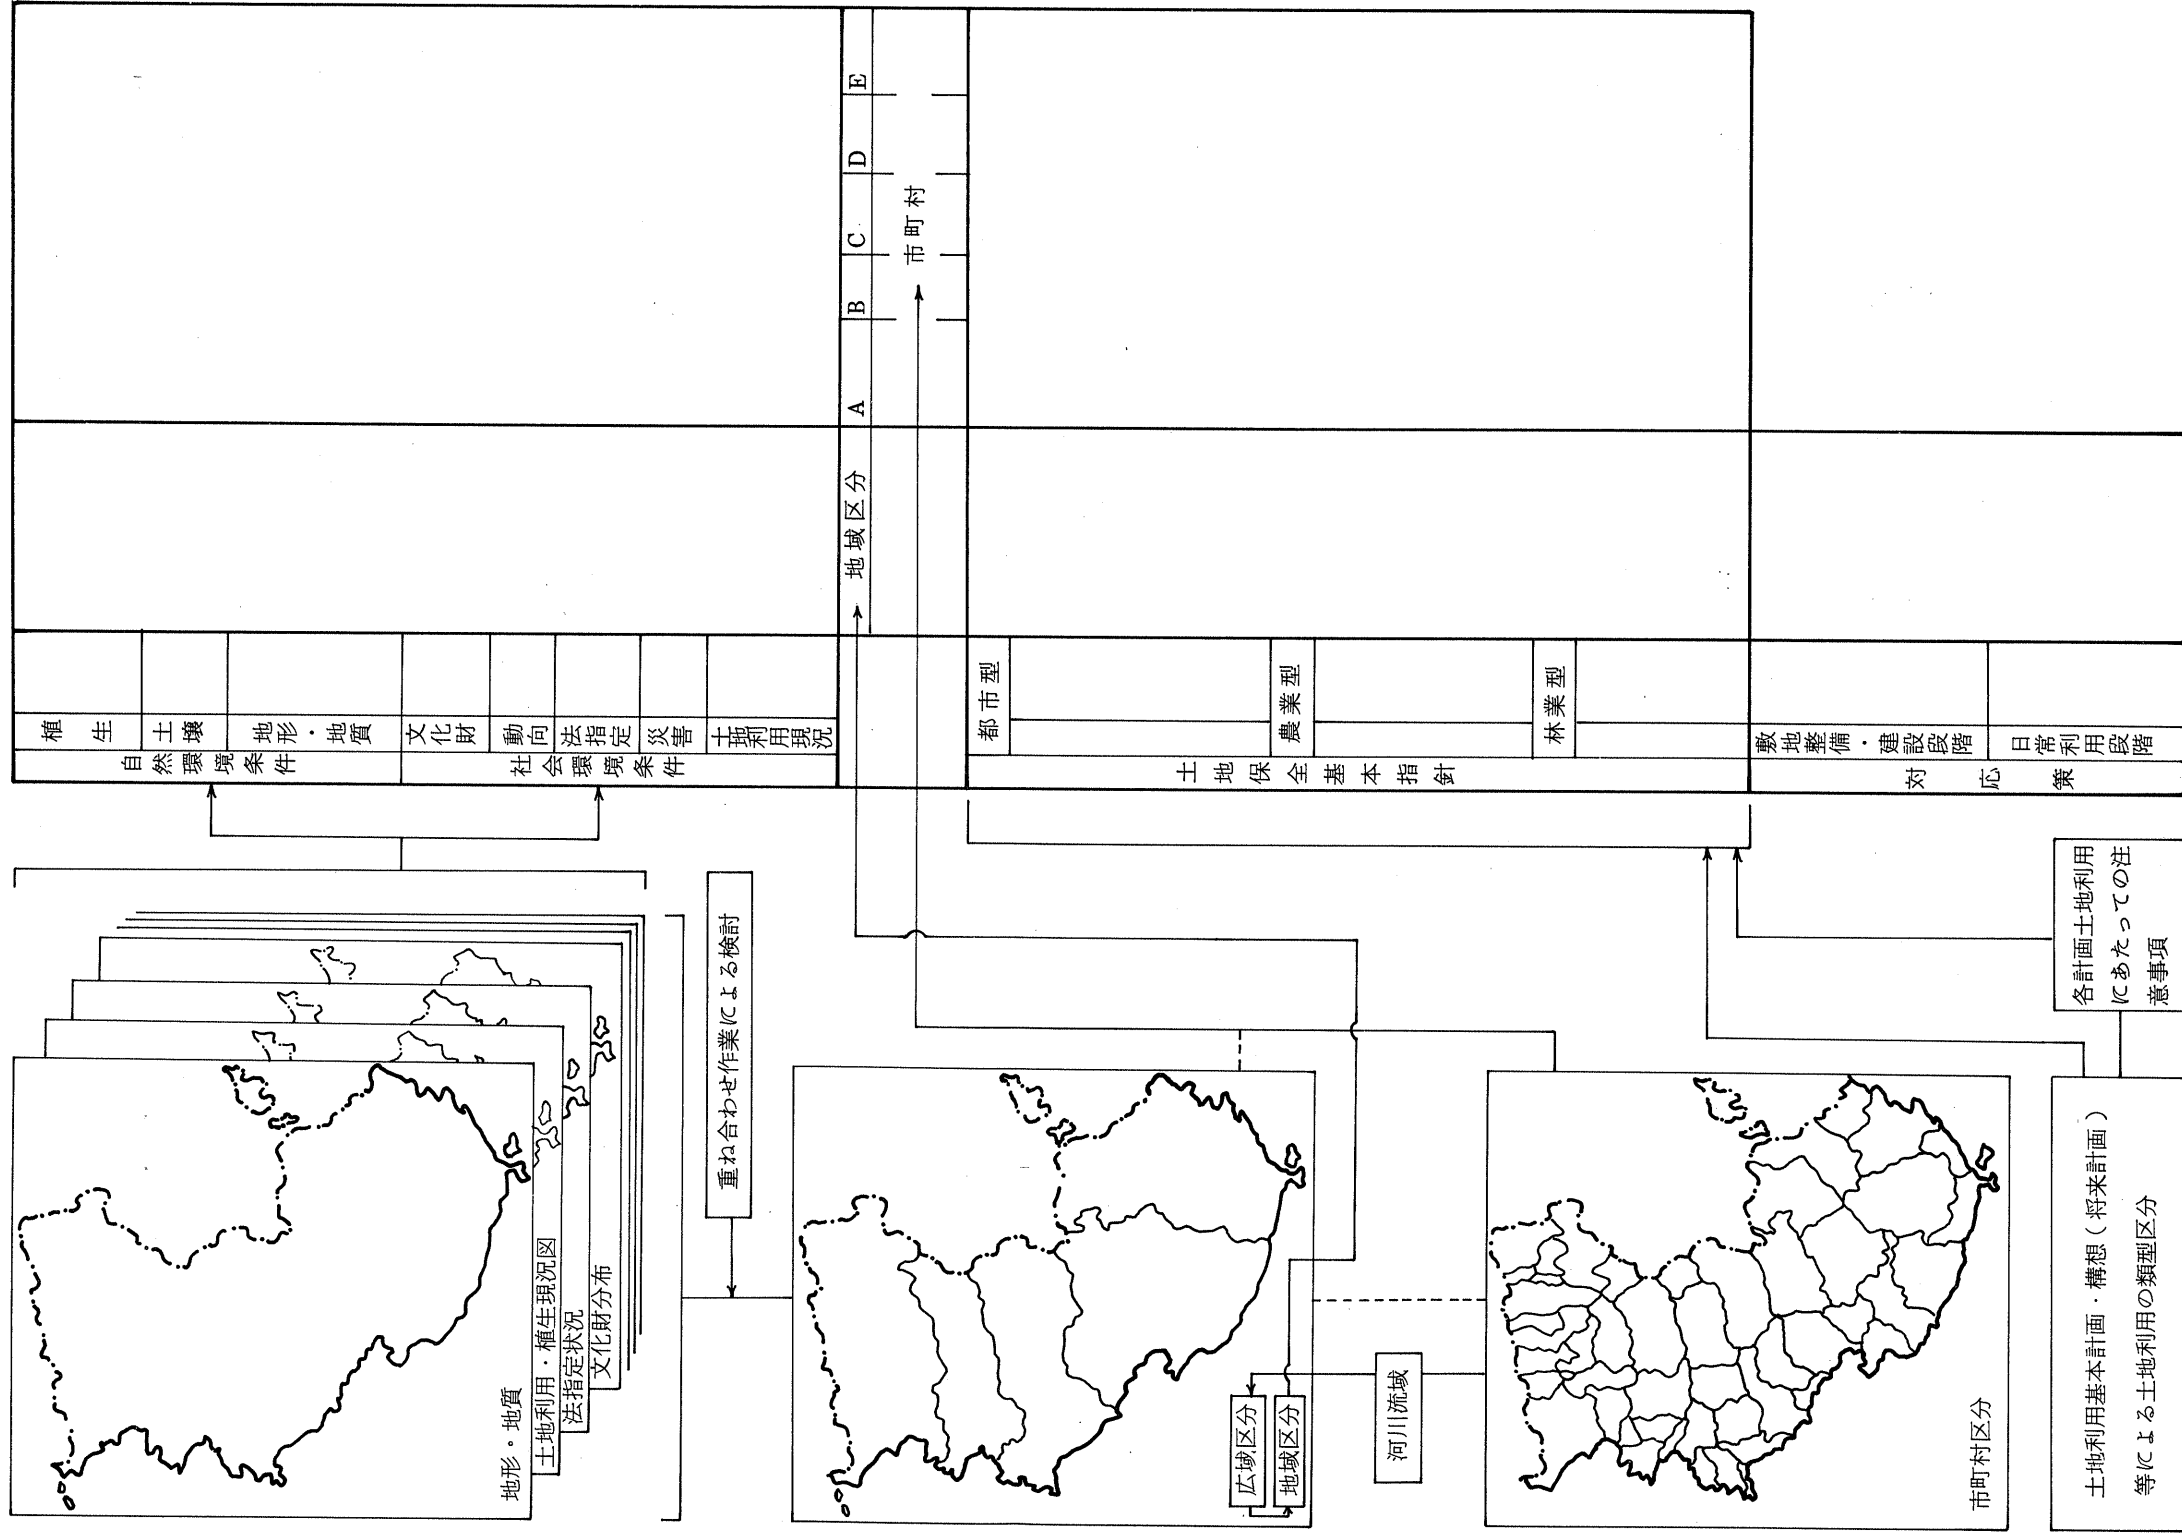 地形・地質
土地利用・植生現況図
法指定状況
文化財分布
重ね合わせ作業による検討
広域区分
地域区分
河川流域
市町村区分
土地利用基本計画・構想(将来計画)
等による土地利用の類型区分
各計画土地利用
にあたっての注
意事項
自然環境条件
植生
土壌
地形・地質
社会環境条件
文化財
動向
法指定
災害
土地利用現況
地域区分
A B C D E
市町村
土地保全基本指針
都市型
農業型
林業型
対応策
敷地整備・建設段階
日常利用段階